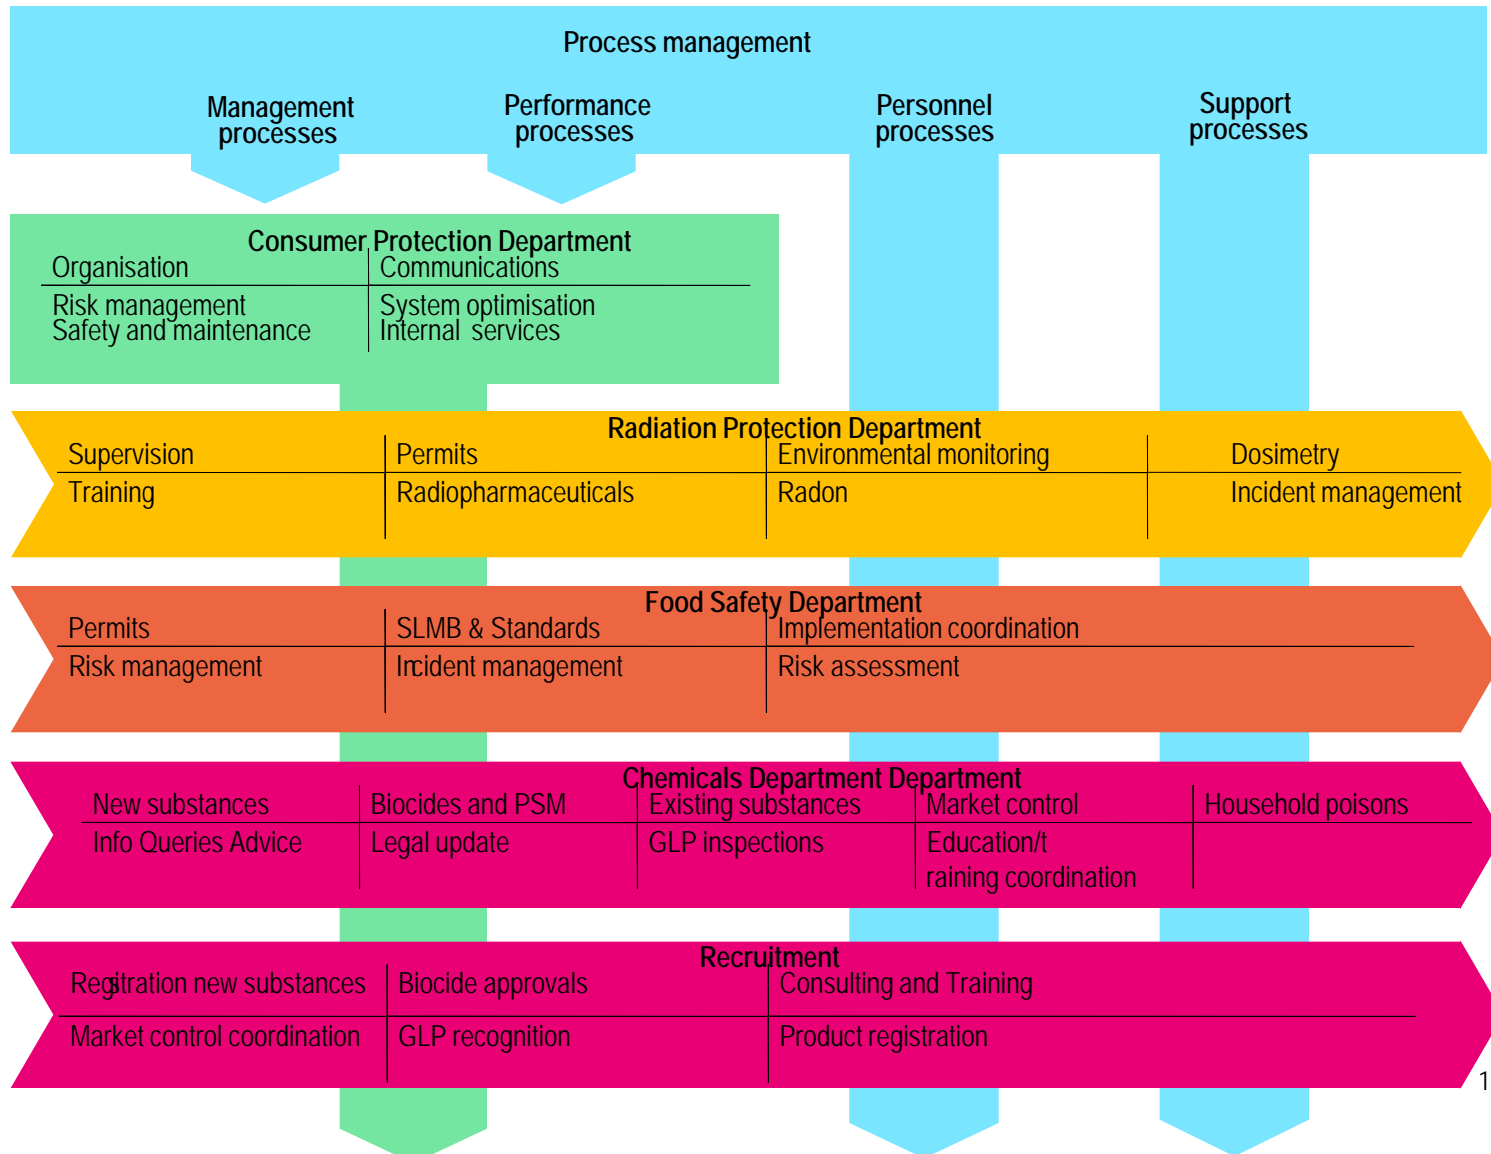 Process management
Management
processes
Performance
processes
Personnel
processes
Support
processes
Consumer Protection Department
Organisation
Communications
Risk management
Safety and maintenance
System optimisation
Internal services
Radiation Protection Department
Supervision
Permits
Environmental monitoring
Dosimetry
Training
Radiopharmaceuticals
Radon
Incident management
Food Safety Department
Permits
SLMB & Standards
Implementation coordination
Risk management
Incident management
Risk assessment
Chemicals Department Department
New substances
Biocides and PSM
Existing substances
Market control
Household poisons
Info Queries Advice
Legal update
GLP inspections
Education/t
raining coordination
Recruitment
Registration new substances
Biocide approvals
Consulting and Training
Market control coordination
GLP recognition
Product registration
1